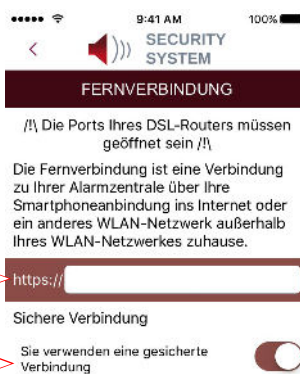 9:41 AM 100%
SECURITY
SYSTEM
FERNVERBINDUNG
/!\ Die Ports Ihres DSL-Routers müssen
geöffnet sein /!\
Die Fernverbindung ist eine Verbindung
zu Ihrer Alarmzentrale über Ihre
Smartphoneanbindung ins Internet oder
ein anderes WLAN-Netzwerk außerhalb
Ihres WLAN-Netzwerkes zuhause.
https://
Sichere Verbindung
Sie verwenden eine gesicherte
Verbindung